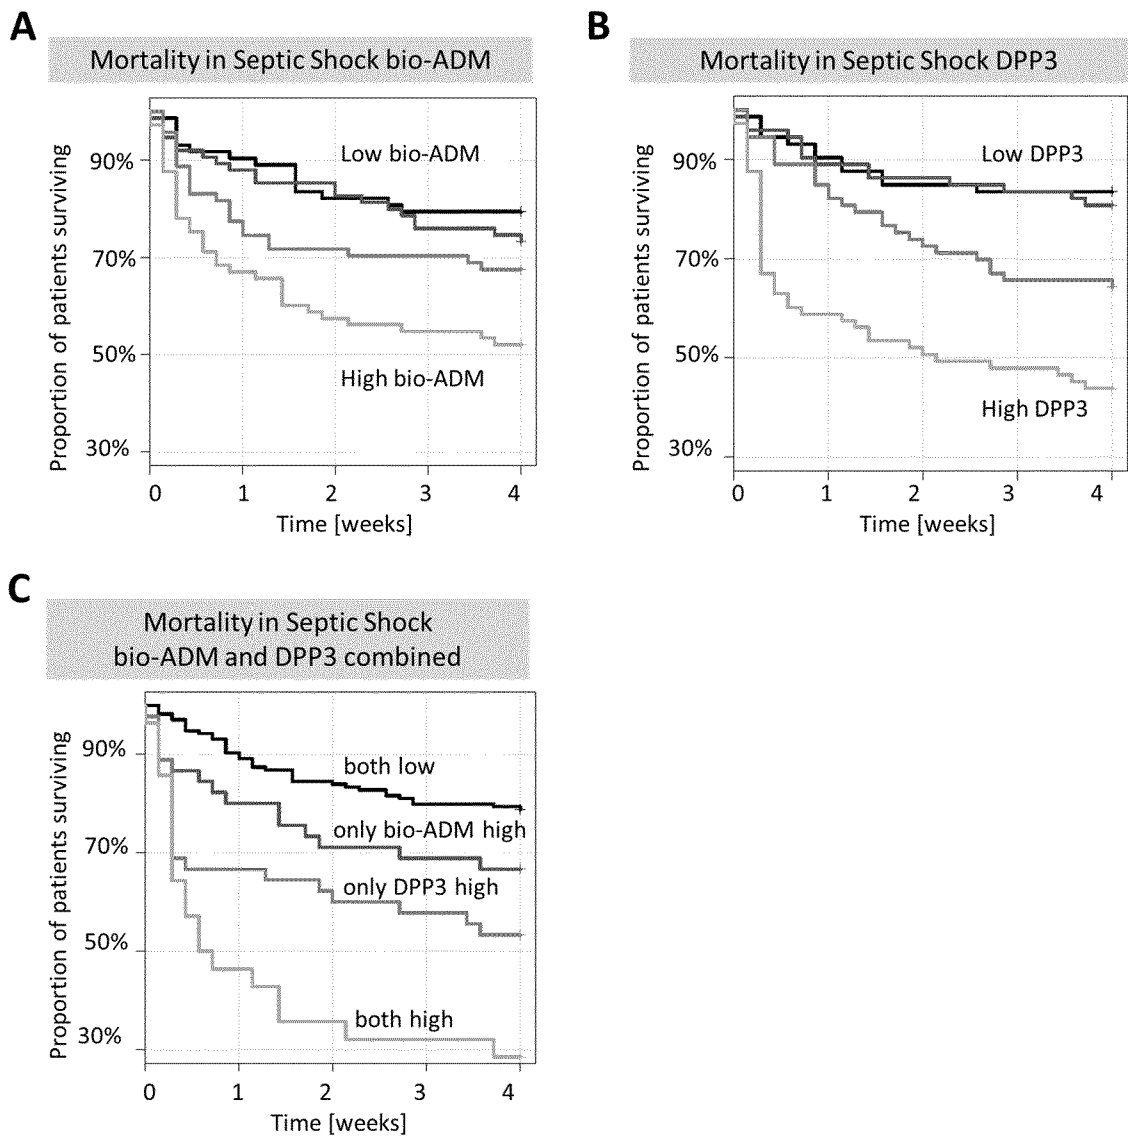 A
Mortality in Septic Shock bio-ADM
Proportion of patients surviving
90%
70%
50%
30%
Low bio-ADM
High bio-ADM
0 1 2 3 4
Time [weeks]
B
Mortality in Septic Shock DPP3
Proportion of patients surviving
90%
70%
50%
30%
Low DPP3
High DPP3
0 1 2 3 4
Time [weeks]
C
Mortality in Septic Shock
bio-ADM and DPP3 combined
Proportion of patients surviving
90%
70%
50%
30%
both low
only bio-ADM high
only DPP3 high
both high
0 1 2 3 4
Time [weeks]